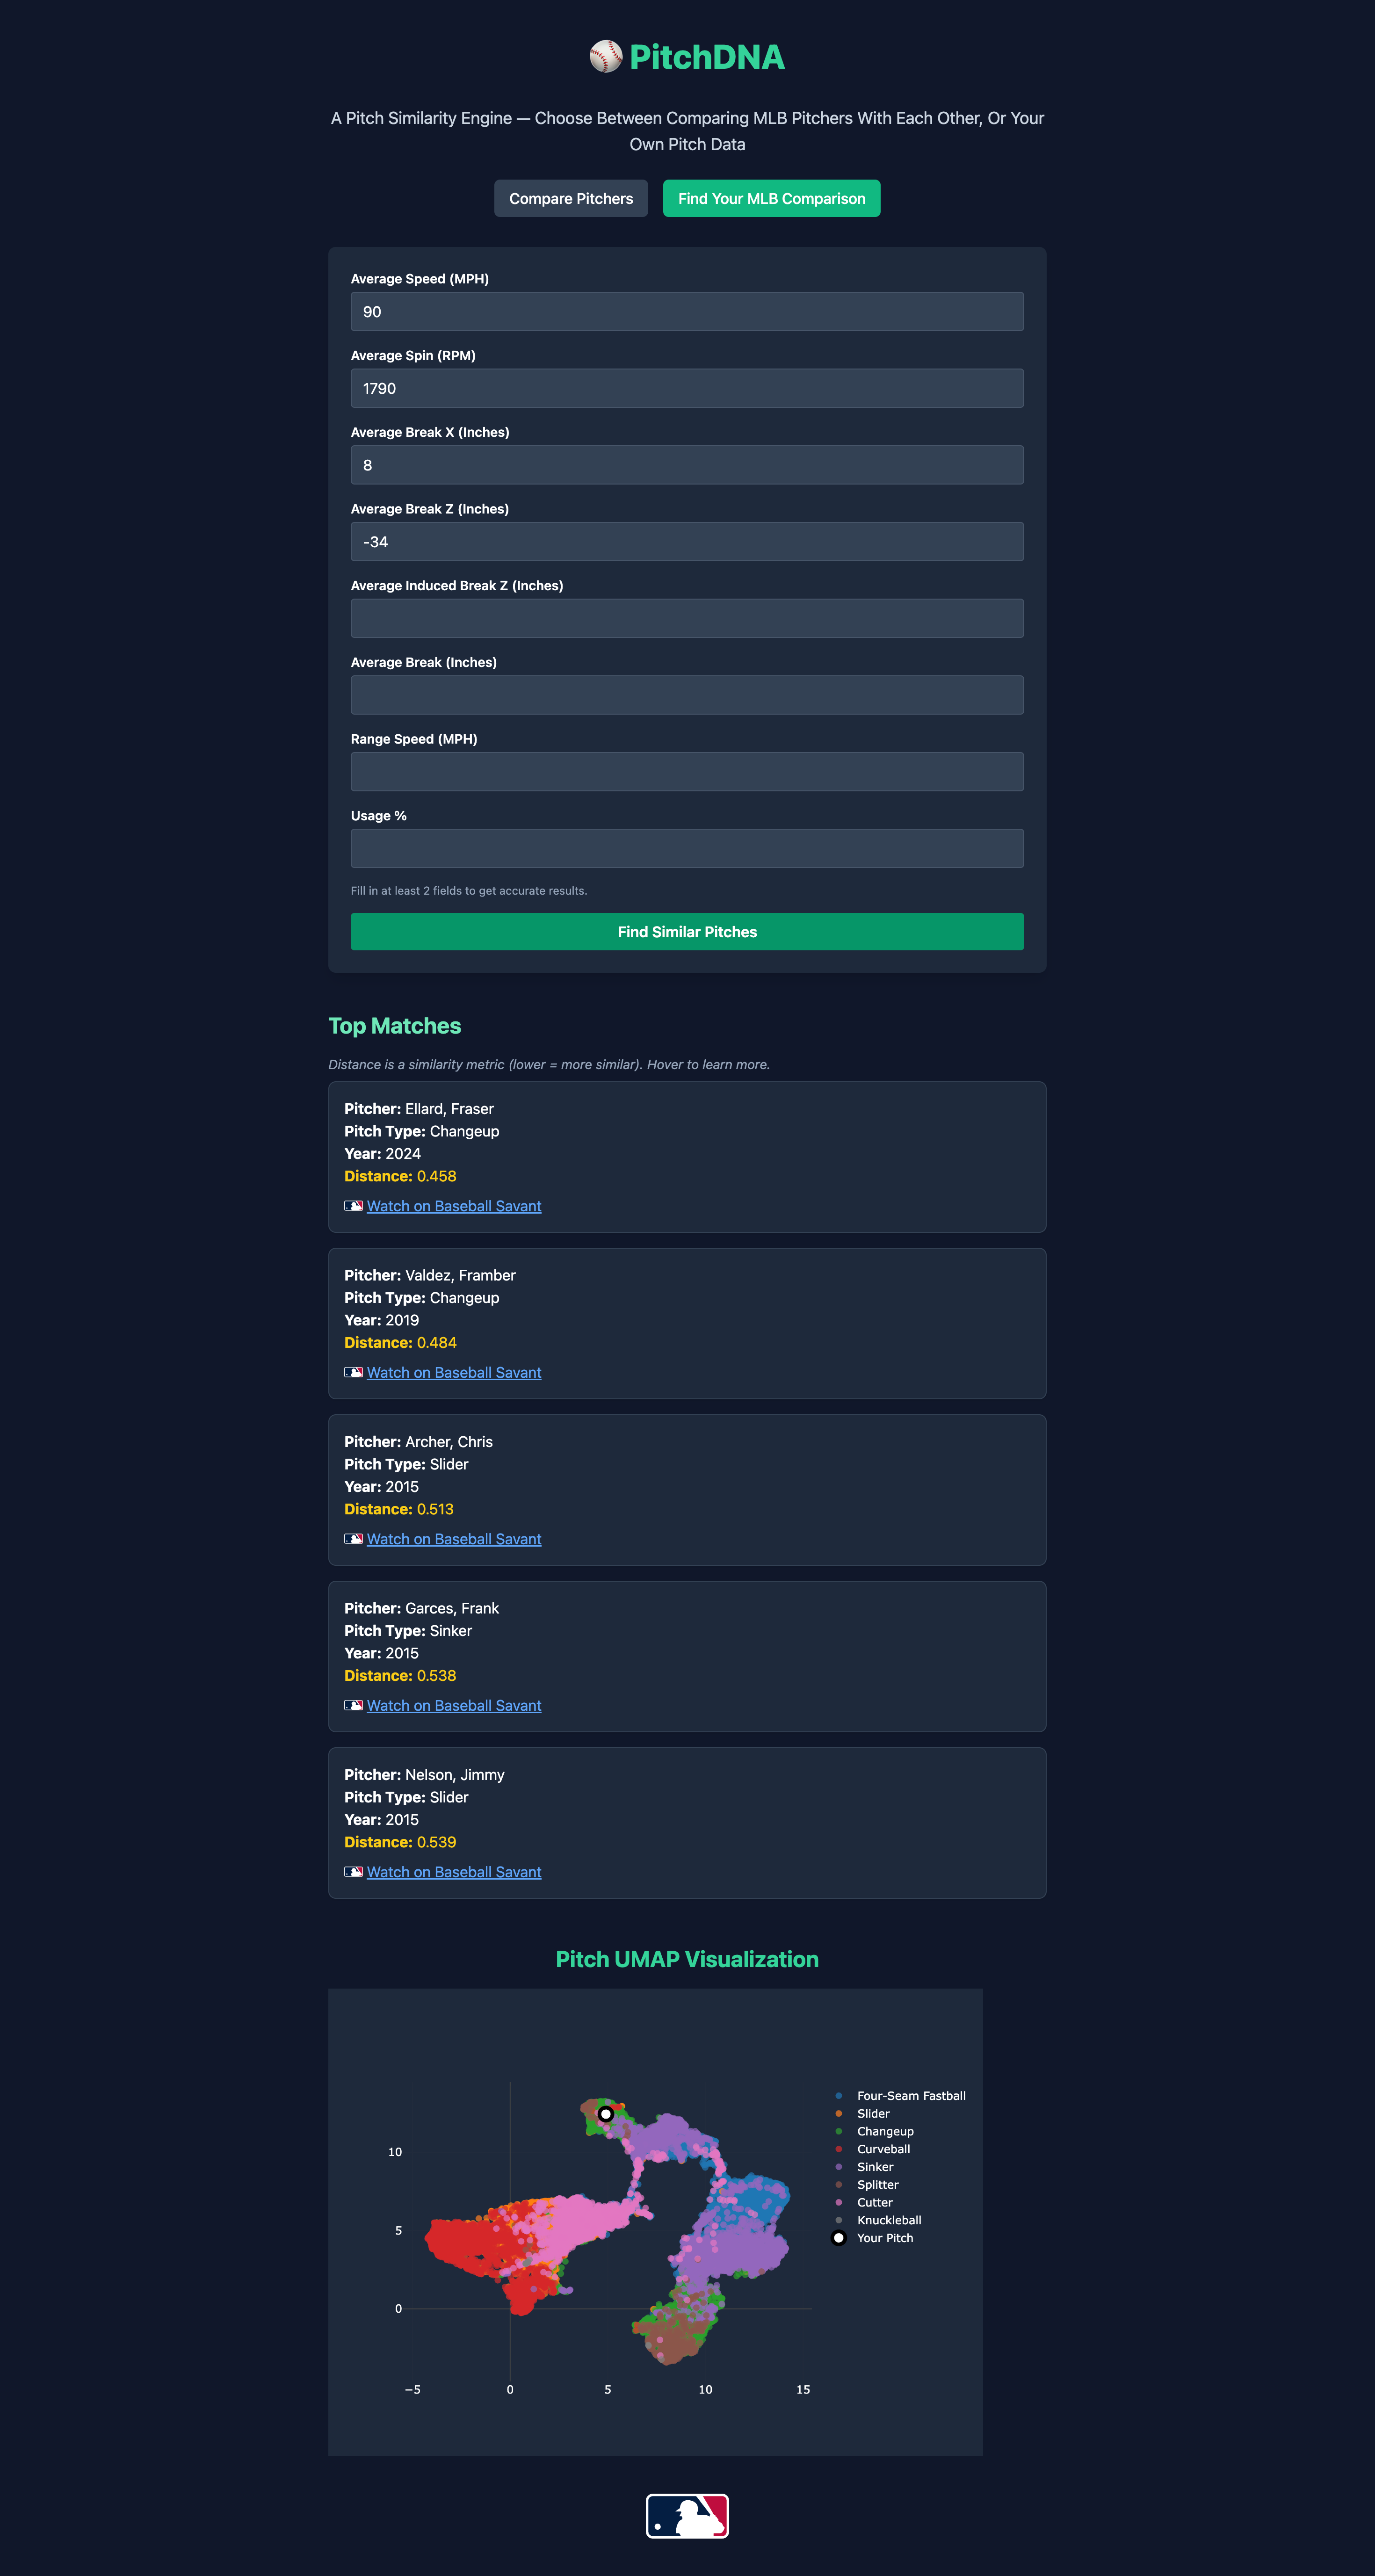 PitchDNA
A Pitch Similarity Engine — Choose Between Comparing MLB Pitchers With Each Other, Or Your
Own Pitch Data
Compare Pitchers
Find Your MLB Comparison
Average Speed (MPH)
90
Average Spin (RPM)
1790
Average Break X (Inches)
8
Average Break Z (Inches)
-34
Average Induced Break Z (Inches)
Average Break (Inches)
Range Speed (MPH)
Usage %
Fill in at least 2 fields to get accurate results.
Find Similar Pitches
Top Matches
Distance is a similarity metric (lower = more similar). Hover to learn more.
Pitcher: Ellard, Fraser
Pitch Type: Changeup
Year: 2024
Distance: 0.458
Watch on Baseball Savant
Pitcher: Valdez, Framber
Pitch Type: Changeup
Year: 2019
Distance: 0.484
Watch on Baseball Savant
Pitcher: Archer, Chris
Pitch Type: Slider
Year: 2015
Distance: 0.513
Watch on Baseball Savant
Pitcher: Garces, Frank
Pitch Type: Sinker
Year: 2015
Distance: 0.538
Watch on Baseball Savant
Pitcher: Nelson, Jimmy
Pitch Type: Slider
Year: 2015
Distance: 0.539
Watch on Baseball Savant
Pitch UMAP Visualization
Four-Seam Fastball
Slider
Changeup
Curveball
Sinker
Splitter
Cutter
Knuckleball
Your Pitch
10
5
0
−5
0
5
10
15